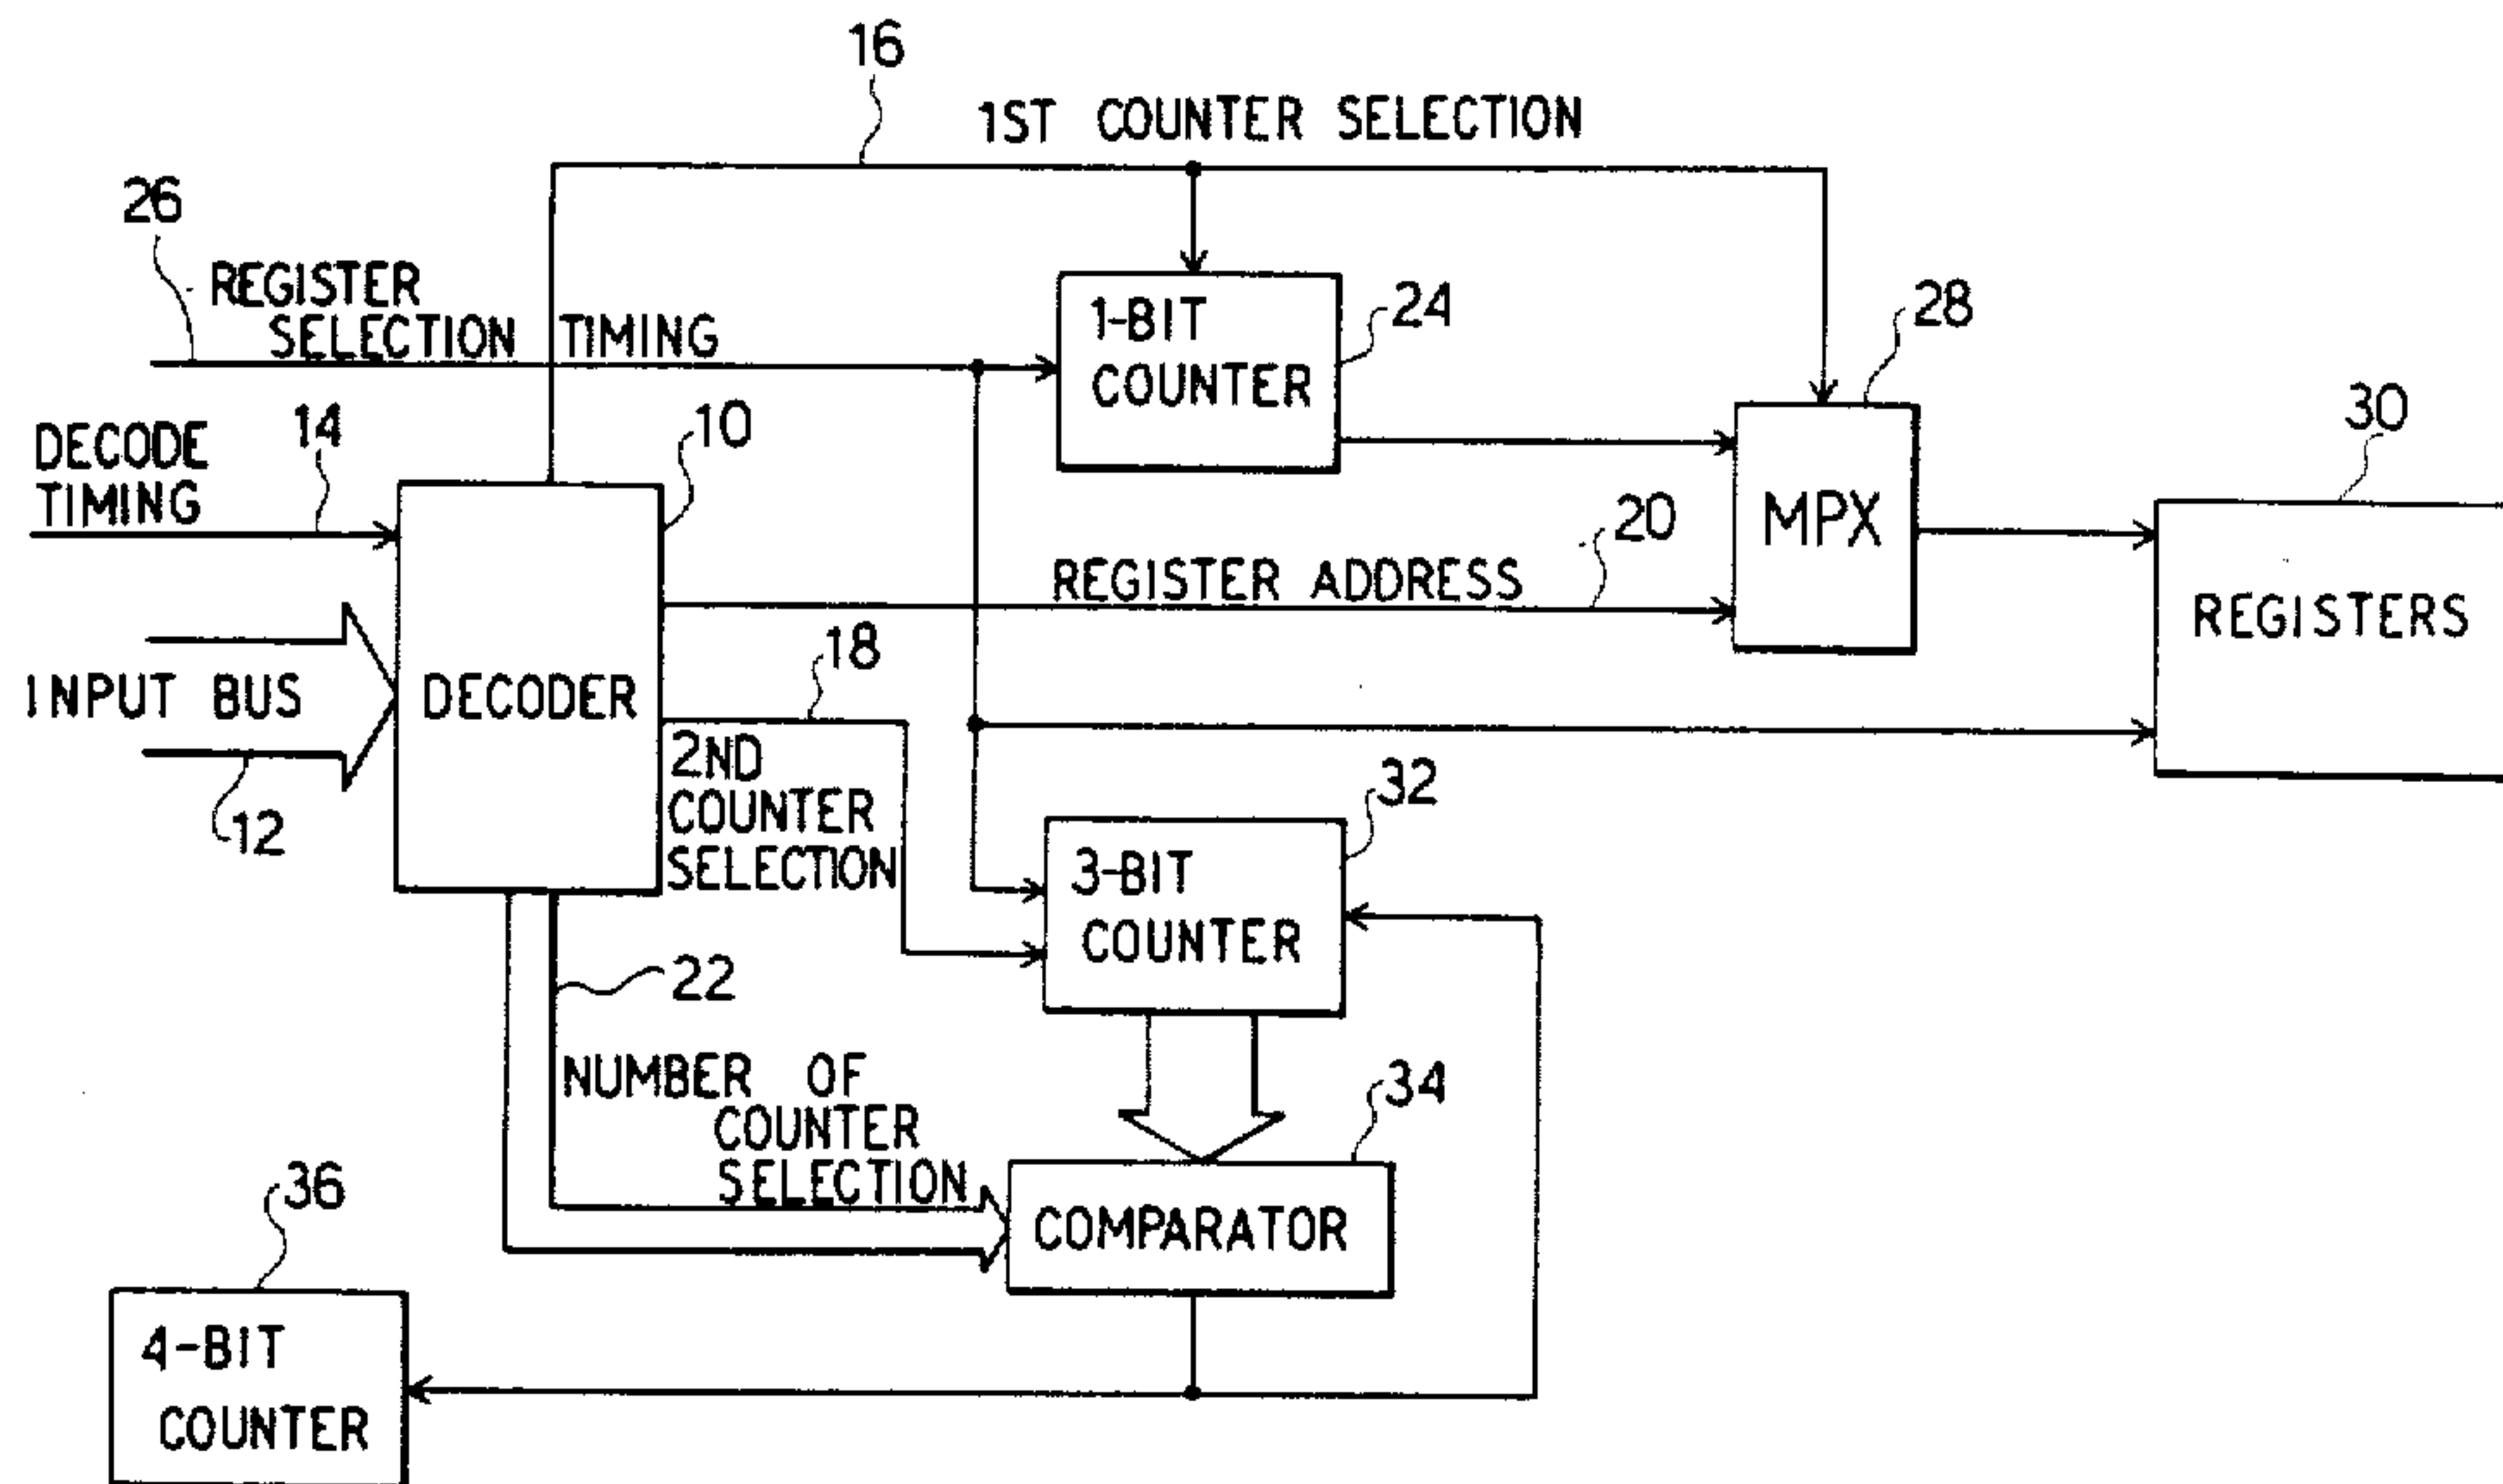 16
1ST COUNTER SELECTION
26
REGISTER
SELECTION TIMING
1-BIT
COUNTER
24
28
DECODE
TIMING
14
10
30
20
MPX
REGISTER ADDRESS
REGISTERS
18
INPUT BUS
DECODER
12
2ND
COUNTER
SELECTION
32
3-BIT
COUNTER
22
NUMBER OF
COUNTER
SELECTION
34
COMPARATOR
36
4-BIT
COUNTER